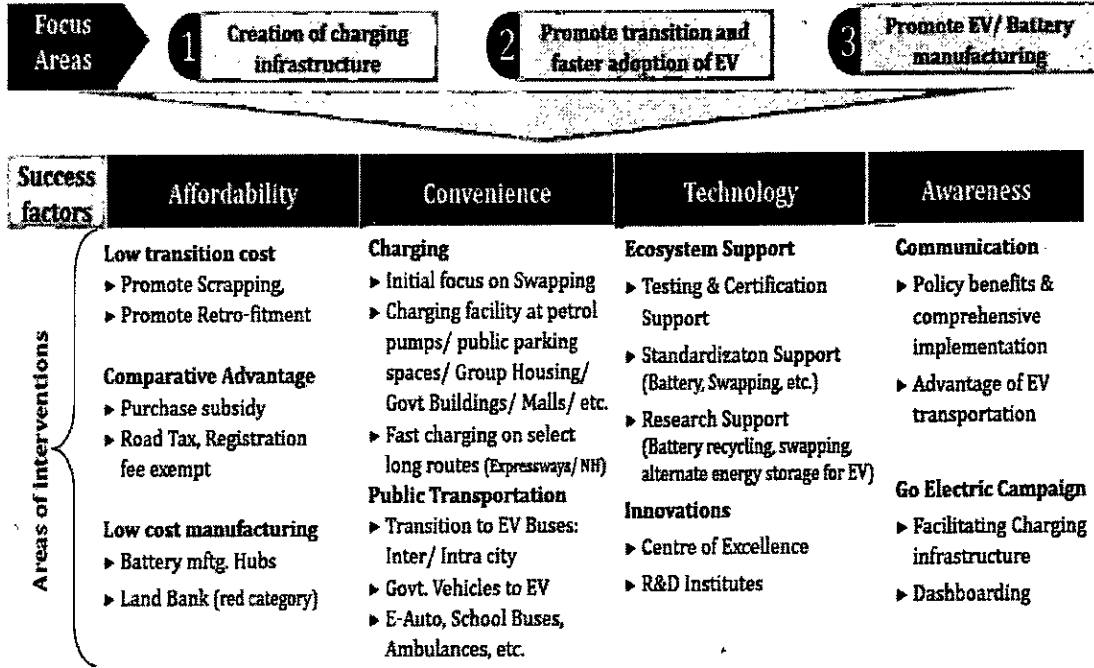 Focus
Areas
1
Creation of charging
infrastructure
2
Promote transition and
faster adoption of EV
3
Promote EV/ Battery
manufacturing
Success
factors
Affordability
Convenience
Technology
Awareness
Areas of interventions
Low transition cost
▸ Promote Scrapping,
▸ Promote Retro-fitment
Comparative Advantage
▸ Purchase subsidy
▸ Road Tax, Registration
fee exempt
Low cost manufacturing
▸ Battery mftg. Hubs
▸ Land Bank (red category)
Charging
▸ Initial focus on Swapping
▸ Charging facility at petrol
pumps/ public parking
spaces/ Group Housing/
Govt Buildings/ Malls/ etc.
▸ Fast charging on select
long routes (Expressways/ NH)
Public Transportation
▸ Transition to EV Buses:
Inter/ Intra city
▸ Govt. Vehicles to EV
▸ E-Auto, School Buses,
Ambulances, etc.
Ecosystem Support
▸ Testing & Certification
Support
▸ Standardizaton Support
(Battery, Swapping, etc.)
▸ Research Support
(Battery recycling, swapping,
alternate energy storage for EV)
Innovations
▸ Centre of Excellence
▸ R&D Institutes
Communication
▸ Policy benefits &
comprehensive
implementation
▸ Advantage of EV
transportation
Go Electric Campaign
▸ Facilitating Charging
infrastructure
▸ Dashboarding